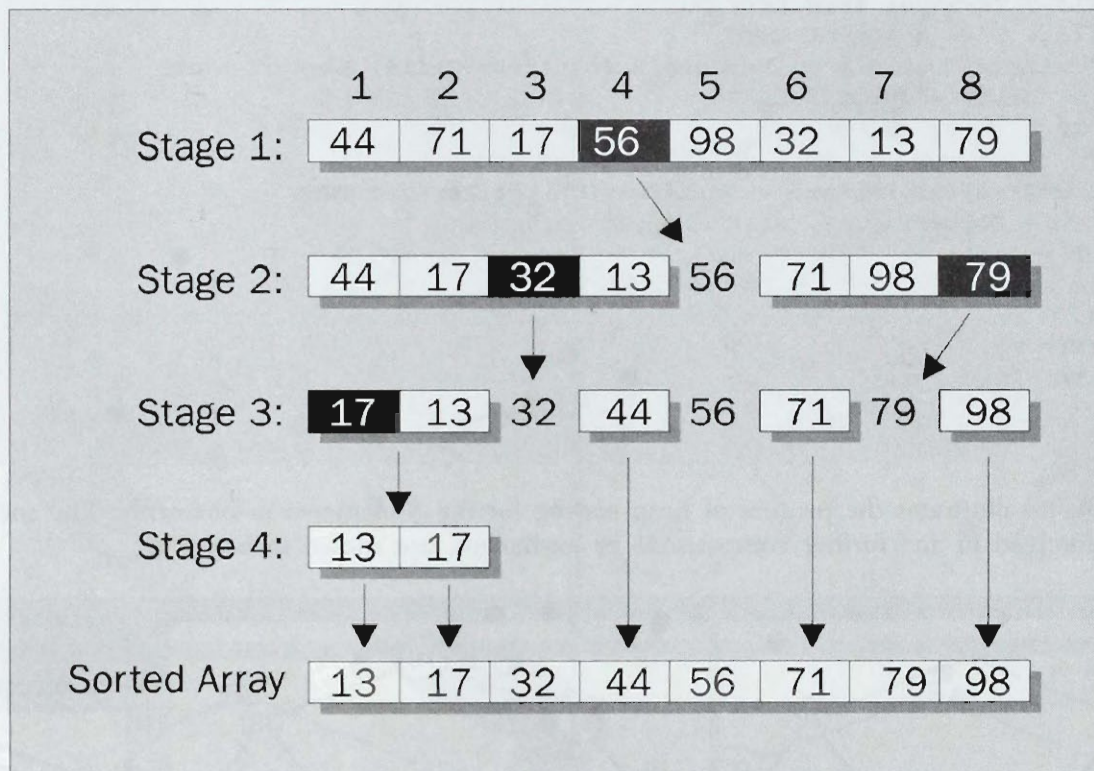 1 2 3 4 5 6 7 8
Stage 1: 44 71 17 56 98 32 13 79
Stage 2: 44 17 32 13 56 71 98 79
Stage 3: 17 13 32 44 56 71 79 98
Stage 4: 13 17
Sorted Array 13 17 32 44 56 71 79 98